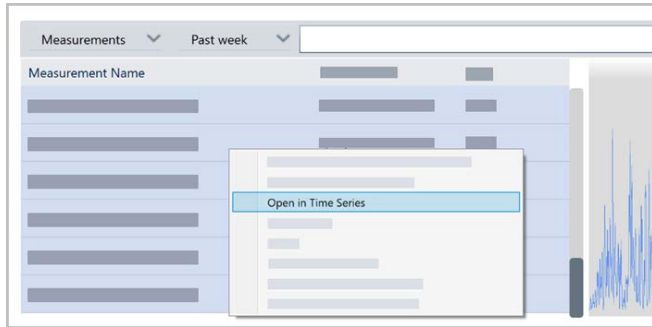 Measurements Past week
Measurement Name
Open in Time Series